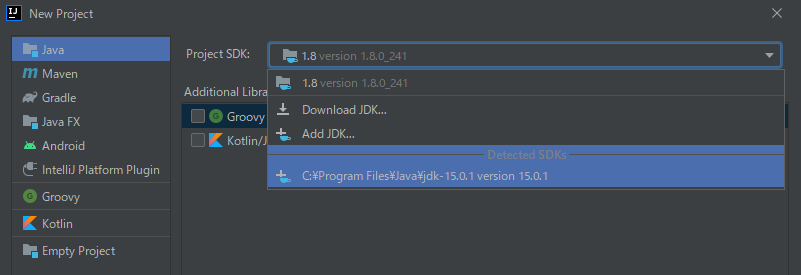 IJ
New Project
Java
Maven
Gradle
Java FX
Android
IntelliJ Platform Plugin
Groovy
Kotlin
Empty Project
Project SDK:
1.8 version 1.8.0_241
1.8 version 1.8.0_241
Download JDK...
Add JDK...
Detected SDKs
C:¥Program Files¥Java¥jdk-15.0.1 version 15.0.1
Additional Libra
Groovy
Kotlin/J